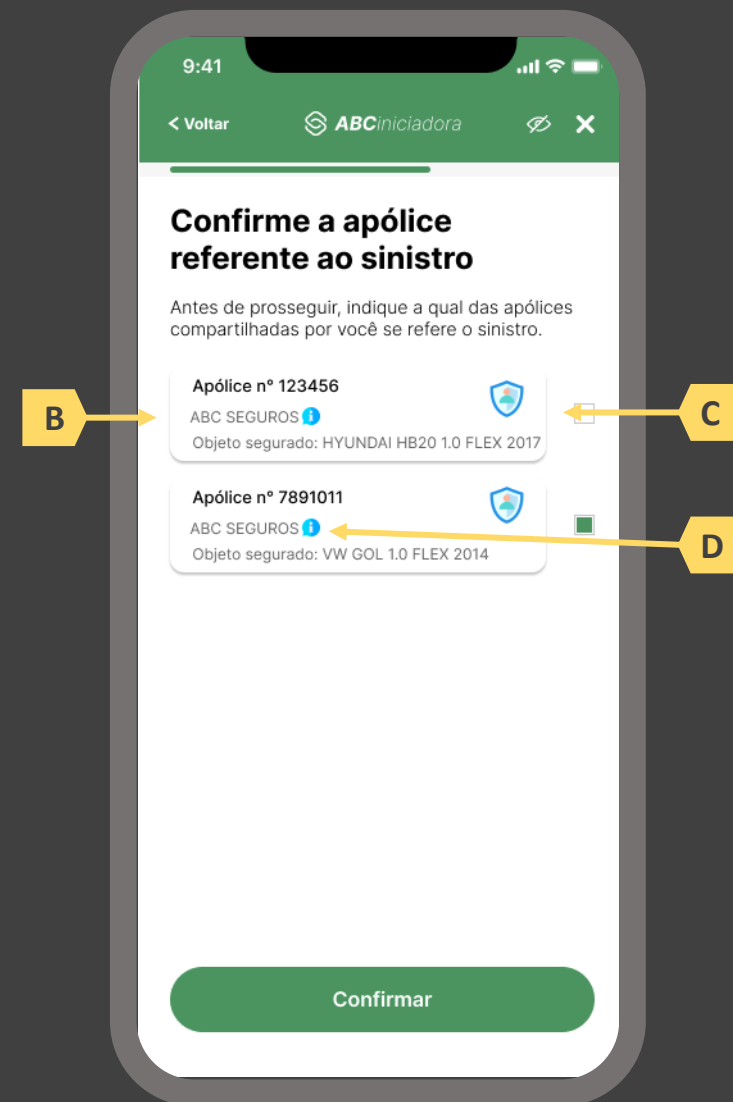 9:41
< Voltar
ABCiniciadora
Confirme a apólice
referente ao sinistro
Antes de prosseguir, indique a qual das apólices
compartilhadas por você se refere o sinistro.
Apólice nº 123456
ABC SEGUROS i
Objeto segurado: HYUNDAI HB20 1.0 FLEX 2017
B
C
Apólice nº 7891011
ABC SEGUROS i
Objeto segurado: VW GOL 1.0 FLEX 2014
D
Confirmar